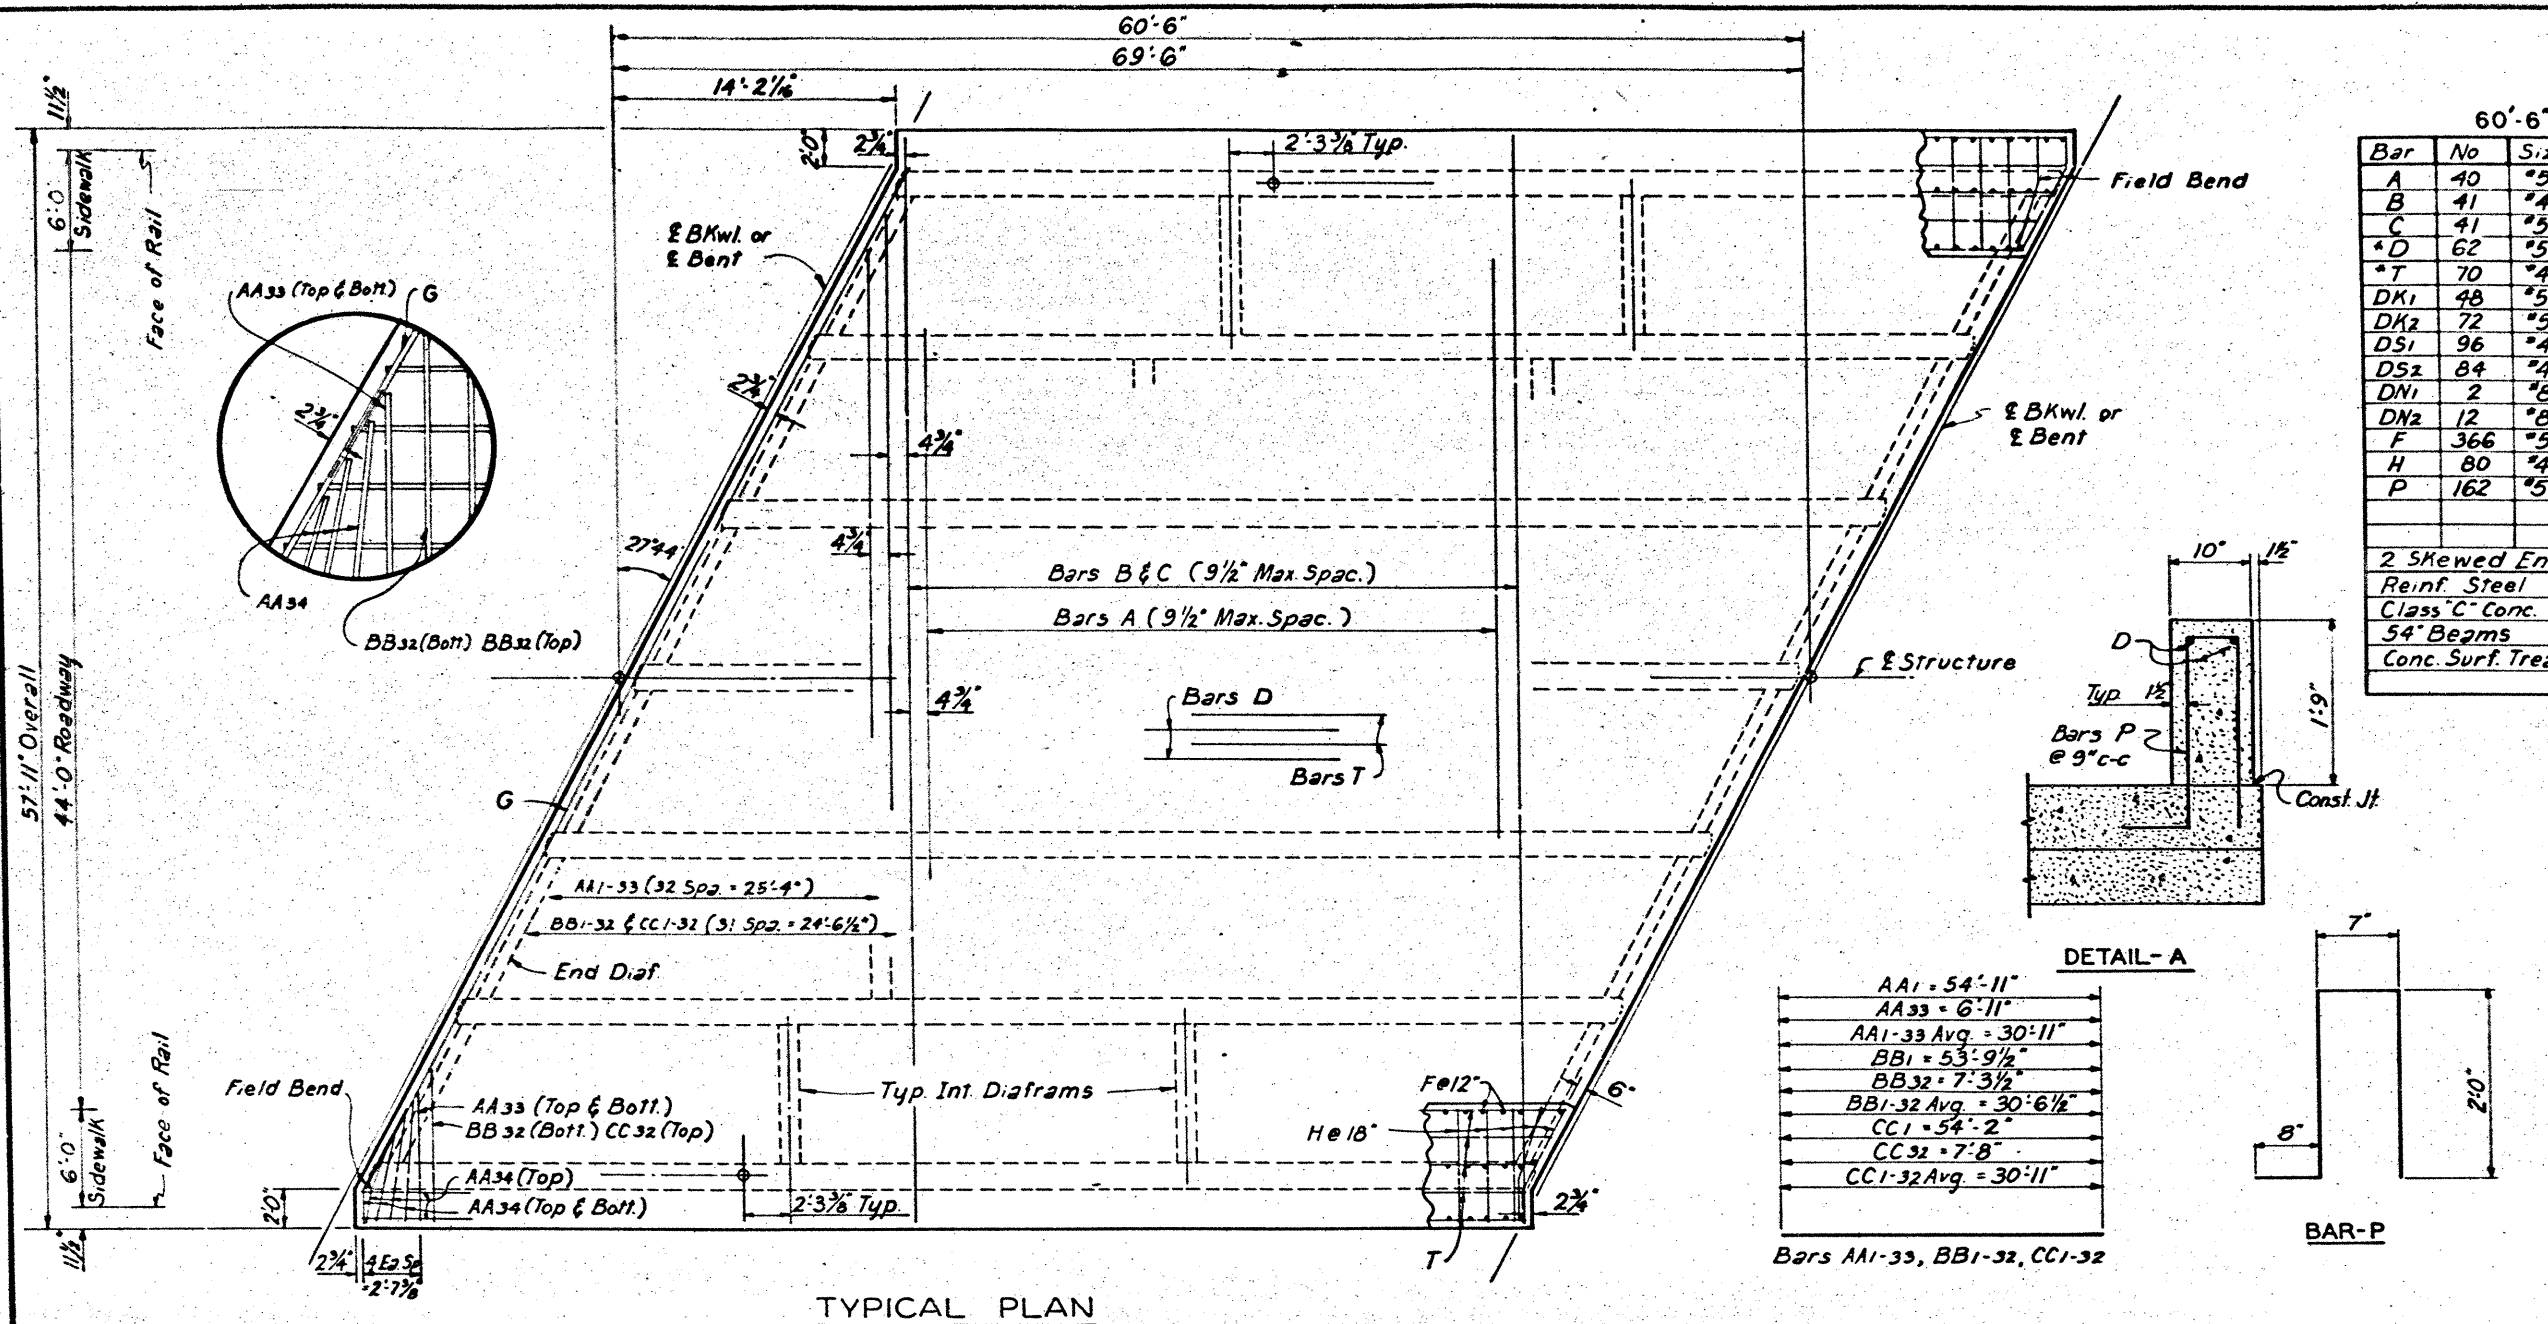 60'-6"
69'-6"
14'-2 1/16"
11 1/2"
2'-0"
2 3/4"
2'-3 3/8" Typ.
Field Bend
6'-0"
Sidewalk
Face of Rail
₵ BKwl. or
₵ Bent
AA33 (Top & Bott.)
G
2 3/4"
AA34
BB32 (Bott) BB32 (Top)
2 3/4"
4 3/4"
₵ BKwl. or
₵ Bent
27°44'
4 3/4"
Bars B & C (9 1/2" Max. Spac.)
Bars A (9 1/2" Max. Spac.)
57'-11" Overall
44'-0" Roadway
₵ Structure
4 3/4"
Bars D
Bars T
G
AA1-33 (32 Spa. = 25'-4")
BB1-32 & CC1-32 (31 Spa. = 24'-6 1/2")
End Diaf.
Typ. Int. Diaframs
Field Bend
AA33 (Top & Bott.)
BB32 (Bott.) CC32 (Top)
AA34 (Top)
AA34 (Top & Bott.)
F@12"
H@18"
6"
6'-0"
Sidewalk
Face of Rail
2'-0"
11 1/2"
2'-3 3/8" Typ.
2 3/4"
T
2 3/4"
4 Ea. Sp.
=2'-7 3/8"
TYPICAL PLAN
60'-6"
Bar No
A 40 #5
B 41 #4
C 41 #5
*D 62 #5
*T 70 #4
DK1 48 #5
DK2 72 #5
DS1 96 #4
DS2 84 #4
DN1 2 #8
DN2 12 #8
F 366 #5
H 80 #4
P 162 #5
2 Skewed
Reinf. Steel
Class "C" Conc.
54" Beams
Conc. Surf.
10"
1 1/2"
D
Typ. 1 1/2"
Bars P
@ 9" c-c
1'-9"
Const. Jt.
DETAIL-A
AA1 = 54'-11"
AA33 = 6'-11"
AA1-33 Avg. = 30'-11"
BB1 = 53'-9 1/2"
BB32 = 7'-3 1/2"
BB1-32 Avg. = 30'-6 1/2"
CC1 = 54'-2"
CC32 = 7'-8"
CC1-32 Avg. = 30'-11"
Bars AA1-33, BB1-32, CC1-32
7"
8"
2'-0"
BAR-P